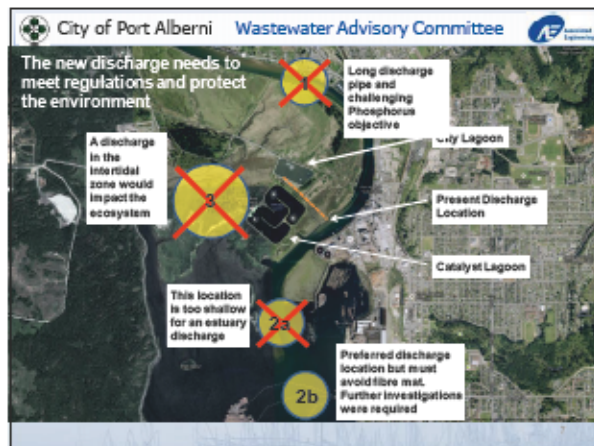 City of Port Alberni
Wastewater Advisory Committee
Associated
Engineering
The new discharge needs to
meet regulations and protect
the environment
1
Long discharge
pipe and
challenging
Phosphorus
objective
City Lagoon
A discharge
in the
intertidal
zone would
impact the
ecosystem
3
Present Discharge
Location
Catalyst Lagoon
This location
is too shallow
for an estuary
discharge
2a
Preferred discharge
location but must
avoid fibre mat.
Further investigations
were required
2b